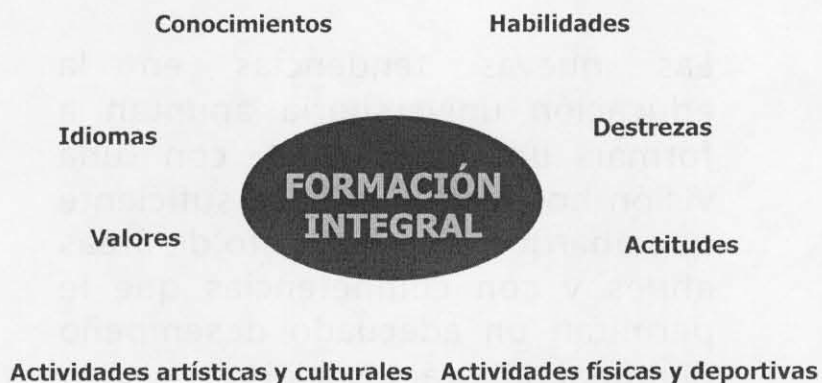 Conocimientos Habilidades
Idiomas Destrezas
FORMACIÓN
INTEGRAL
Valores Actitudes
Actividades artísticas y culturales Actividades físicas y deportivas